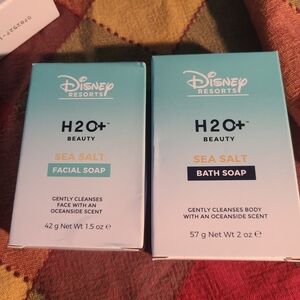 Disney
RESORTS
H2O+™
BEAUTY
SEA SALT
FACIAL SOAP
GENTLY CLEANSES
FACE WITH AN
OCEANSIDE SCENT
42 g Net Wt 1.5 oz ℮
Disney
RESORTS
H2O+™
BEAUTY
SEA SALT
BATH SOAP
GENTLY CLEANSES BODY
WITH AN OCEANSIDE SCENT
57 g Net Wt 2 oz ℮